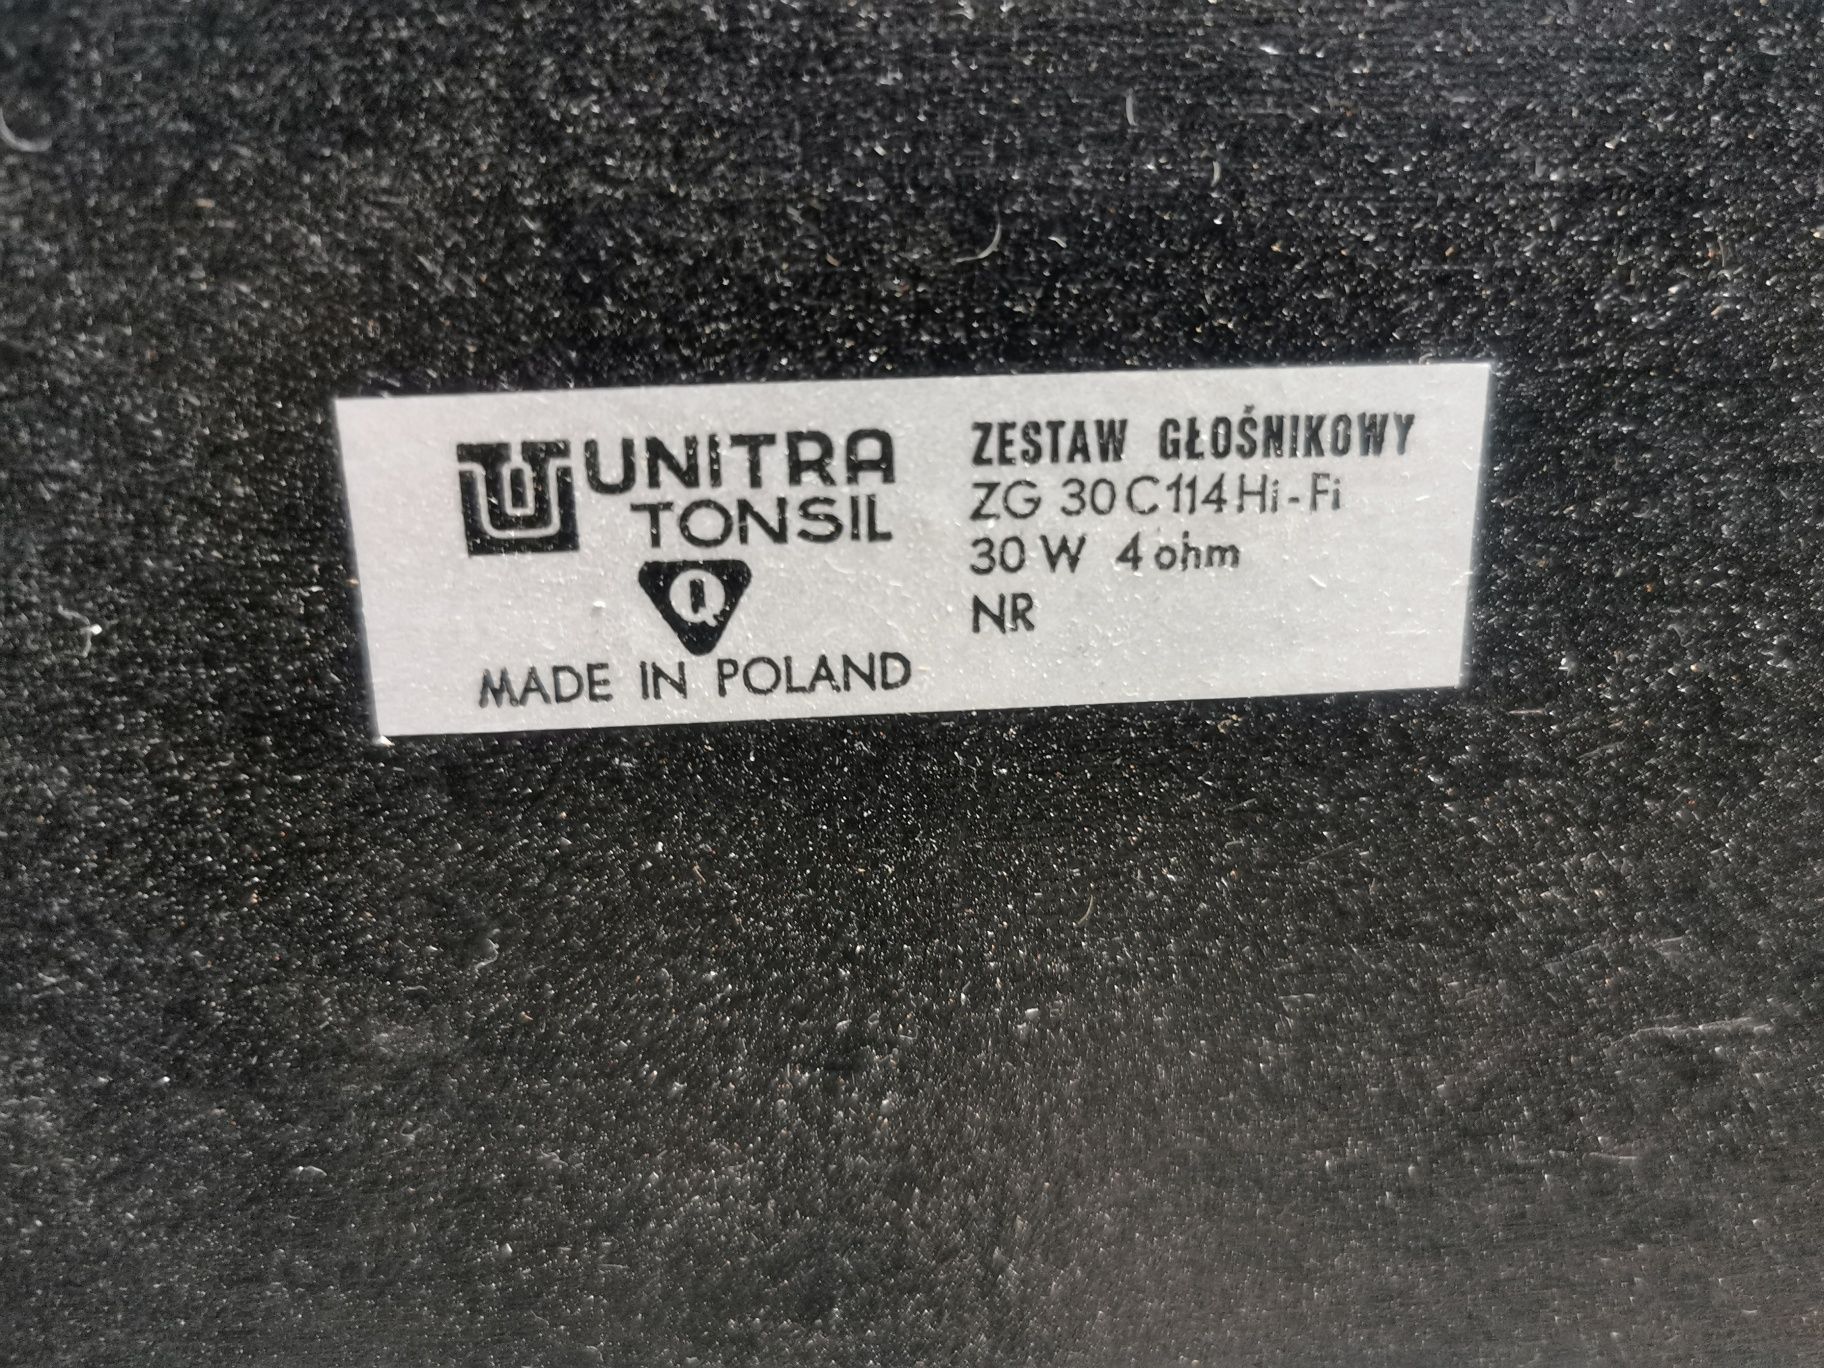 UNITRA
TONSIL
Q
MADE IN POLAND
ZESTAW GŁOŚNIKOWY
ZG 30 C114 Hi-Fi
30 W 4 ohm
NR